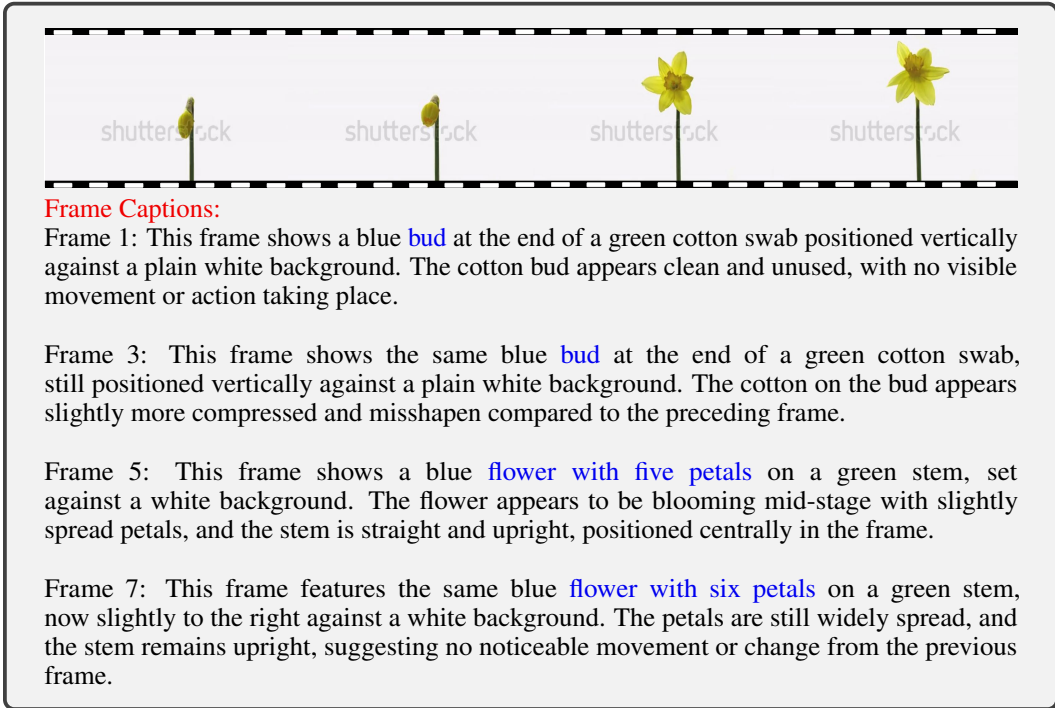 shutterstock shutterstock shutterstock shutterstock
Frame Captions:
Frame 1: This frame shows a blue bud at the end of a green cotton swab positioned vertically
against a plain white background. The cotton bud appears clean and unused, with no visible
movement or action taking place.
Frame 3: This frame shows the same blue bud at the end of a green cotton swab,
still positioned vertically against a plain white background. The cotton on the bud appears
slightly more compressed and misshapen compared to the preceding frame.
Frame 5: This frame shows a blue flower with five petals on a green stem, set
against a white background. The flower appears to be blooming mid-stage with slightly
spread petals, and the stem is straight and upright, positioned centrally in the frame.
Frame 7: This frame features the same blue flower with six petals on a green stem,
now slightly to the right against a white background. The petals are still widely spread, and
the stem remains upright, suggesting no noticeable movement or change from the previous
frame.